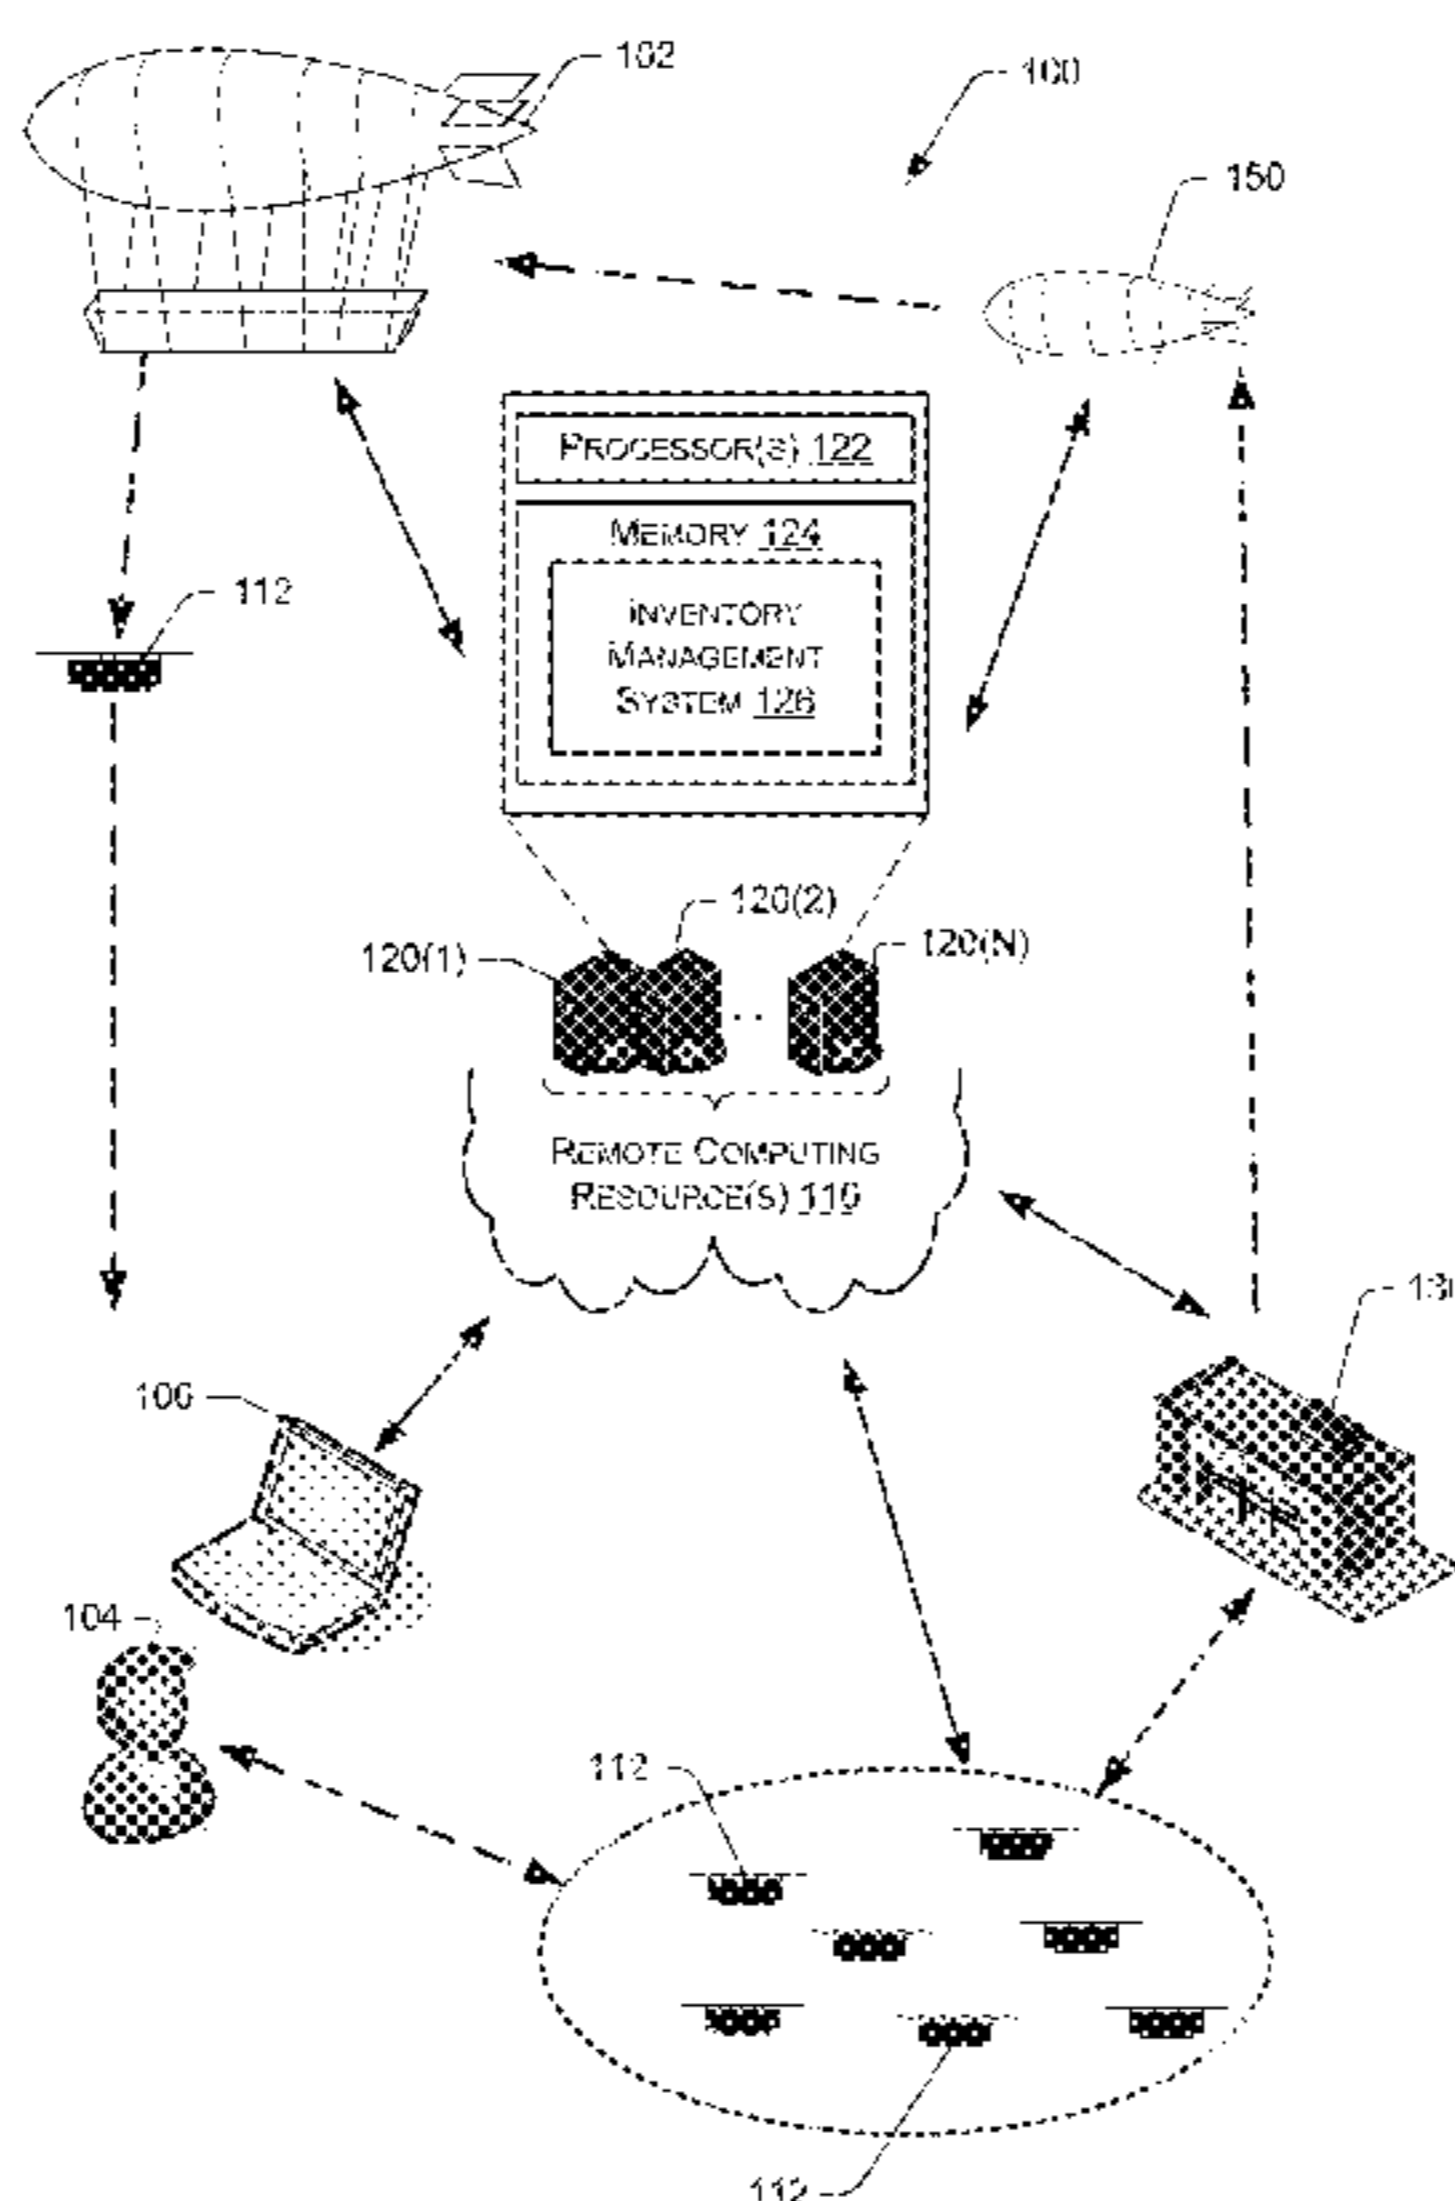 102
100
150
PROCESSOR(S) 122
MEMORY 124
112
INVENTORY
MANAGEMENT
SYSTEM 126
120(2)
120(1)
120(N)
REMOTE COMPUTING
RESOURCE(S) 110
106
104
112
112